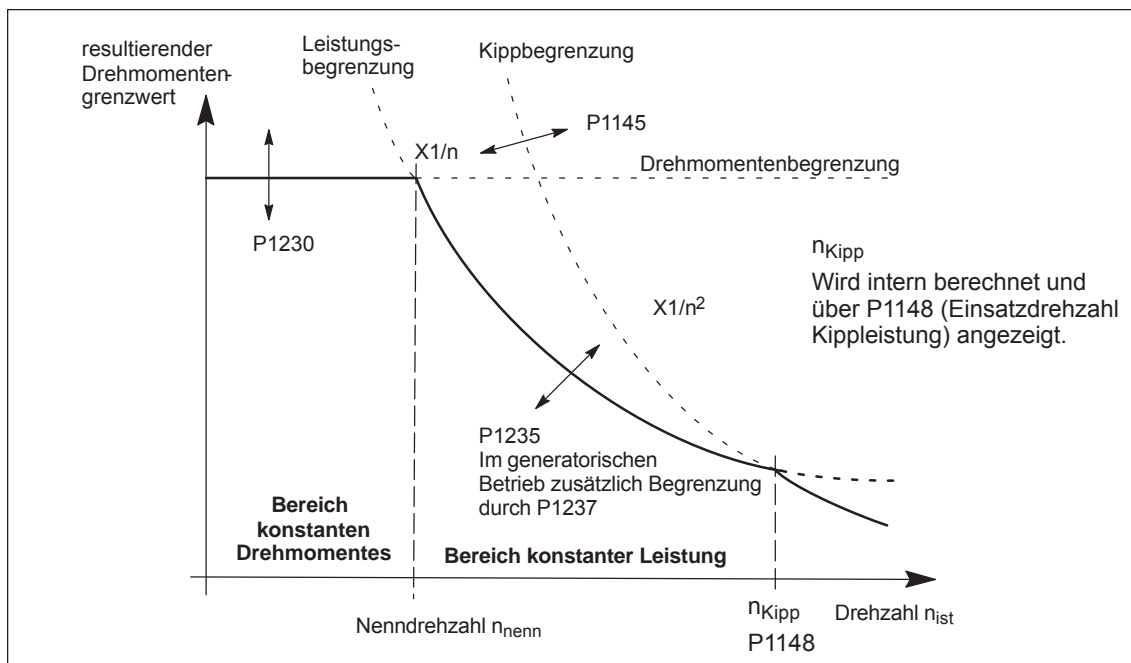 resultierender
Drehmomenten-
grenzwert
Leistungs-
begrenzung
Kippbegrenzung
P1145
X1/n
Drehmomentenbegrenzung
P1230
n_Kipp
Wird intern berechnet und
über P1148 (Einsatzdrehzahl
Kippleistung) angezeigt.
X1/n²
P1235
Im generatorischen
Betrieb zusätzlich Begrenzung
durch P1237
Bereich
konstanten
Drehmomentes
Bereich konstanter Leistung
Nenndrehzahl n_nenn
n_Kipp
P1148
Drehzahl n_ist